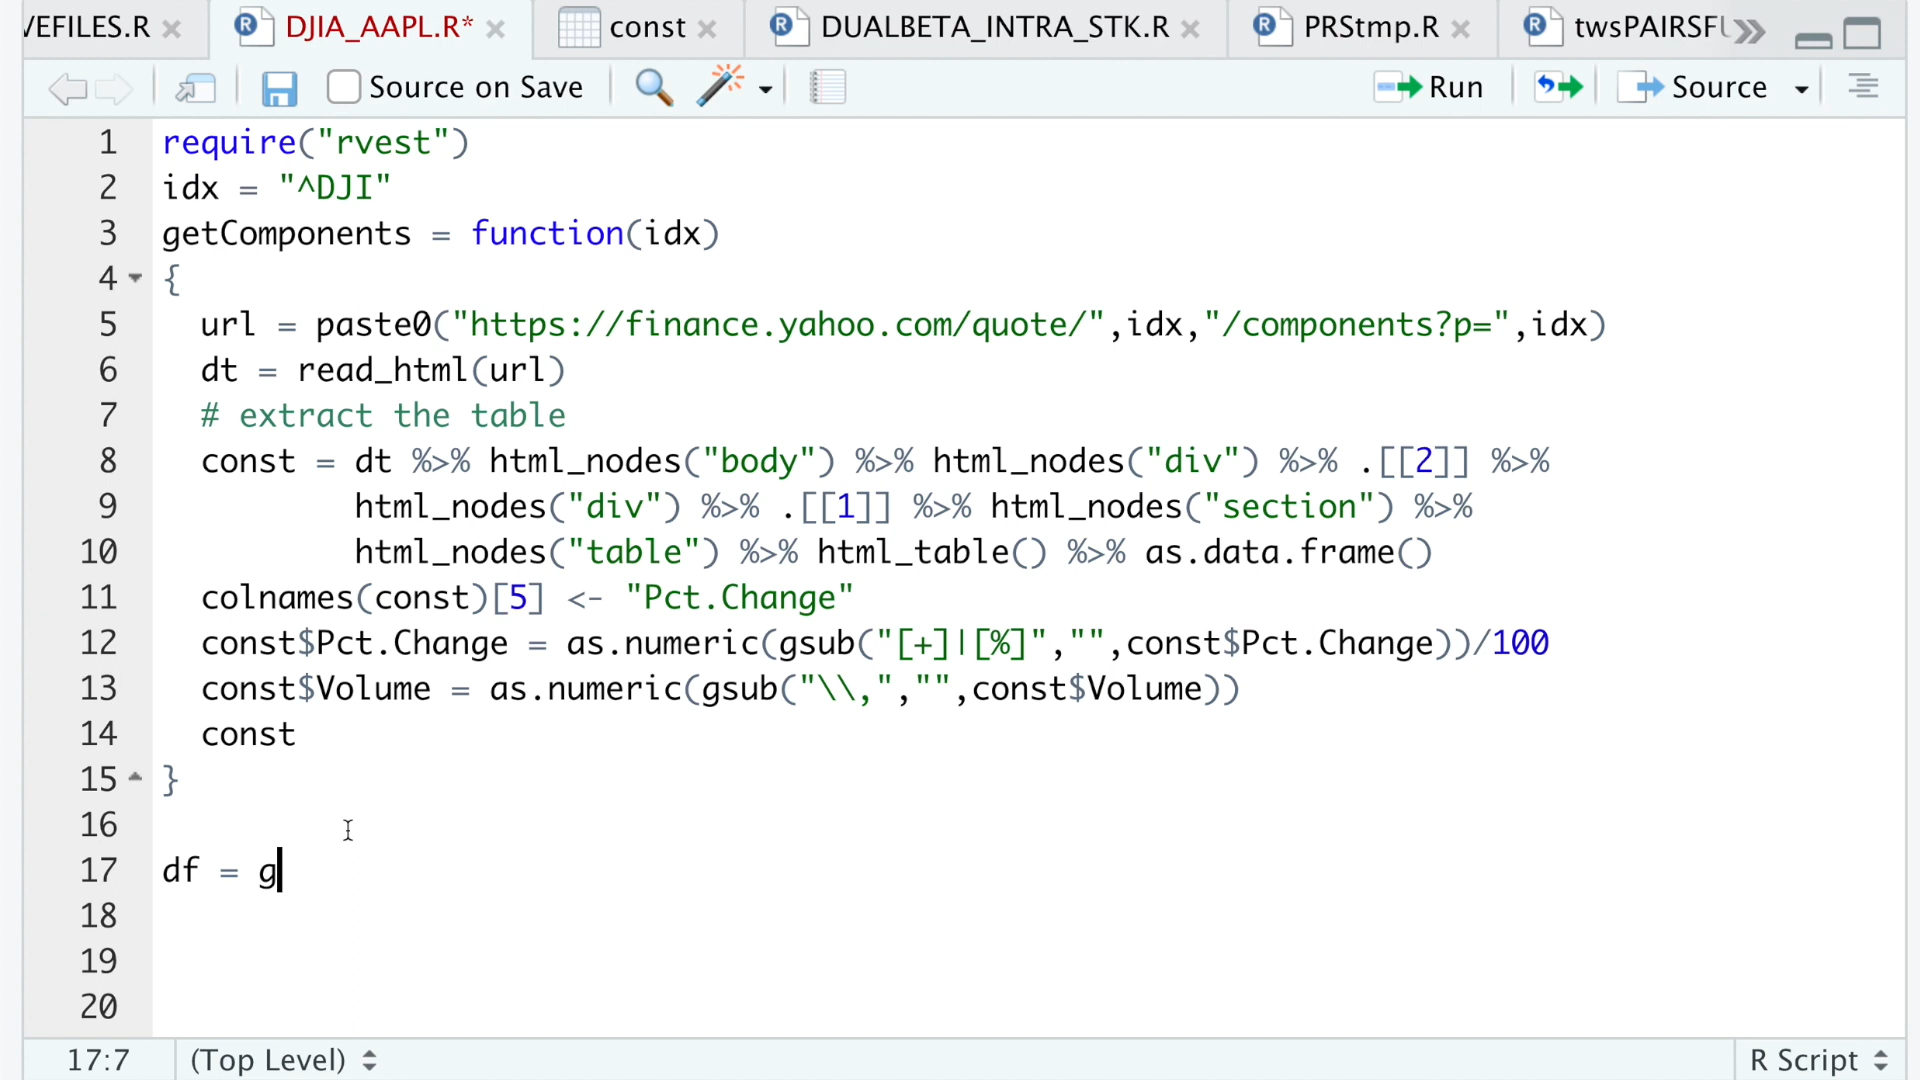 VEFILES.R DJIA_AAPL.R* const DUALBETA_INTRA_STK.R PRStmp.R twsPAIRSFU
Source on Save Run Source
1 require("rvest")
2 idx = "^DJI"
3 getComponents = function(idx)
4 {
5 url = paste0("https://finance.yahoo.com/quote/",idx,"/components?p=",idx)
6 dt = read_html(url)
7 # extract the table
8 const = dt %>% html_nodes("body") %>% html_nodes("div") %>% .[[2]] %>%
9 html_nodes("div") %>% .[[1]] %>% html_nodes("section") %>%
10 html_nodes("table") %>% html_table() %>% as.data.frame()
11 colnames(const)[5] <- "Pct.Change"
12 const$Pct.Change = as.numeric(gsub("[+]|[%]","",const$Pct.Change))/100
13 const$Volume = as.numeric(gsub("\\,","",const$Volume))
14 const
15 }
16
17 df = g
18
19
20
17:7 (Top Level) R Script